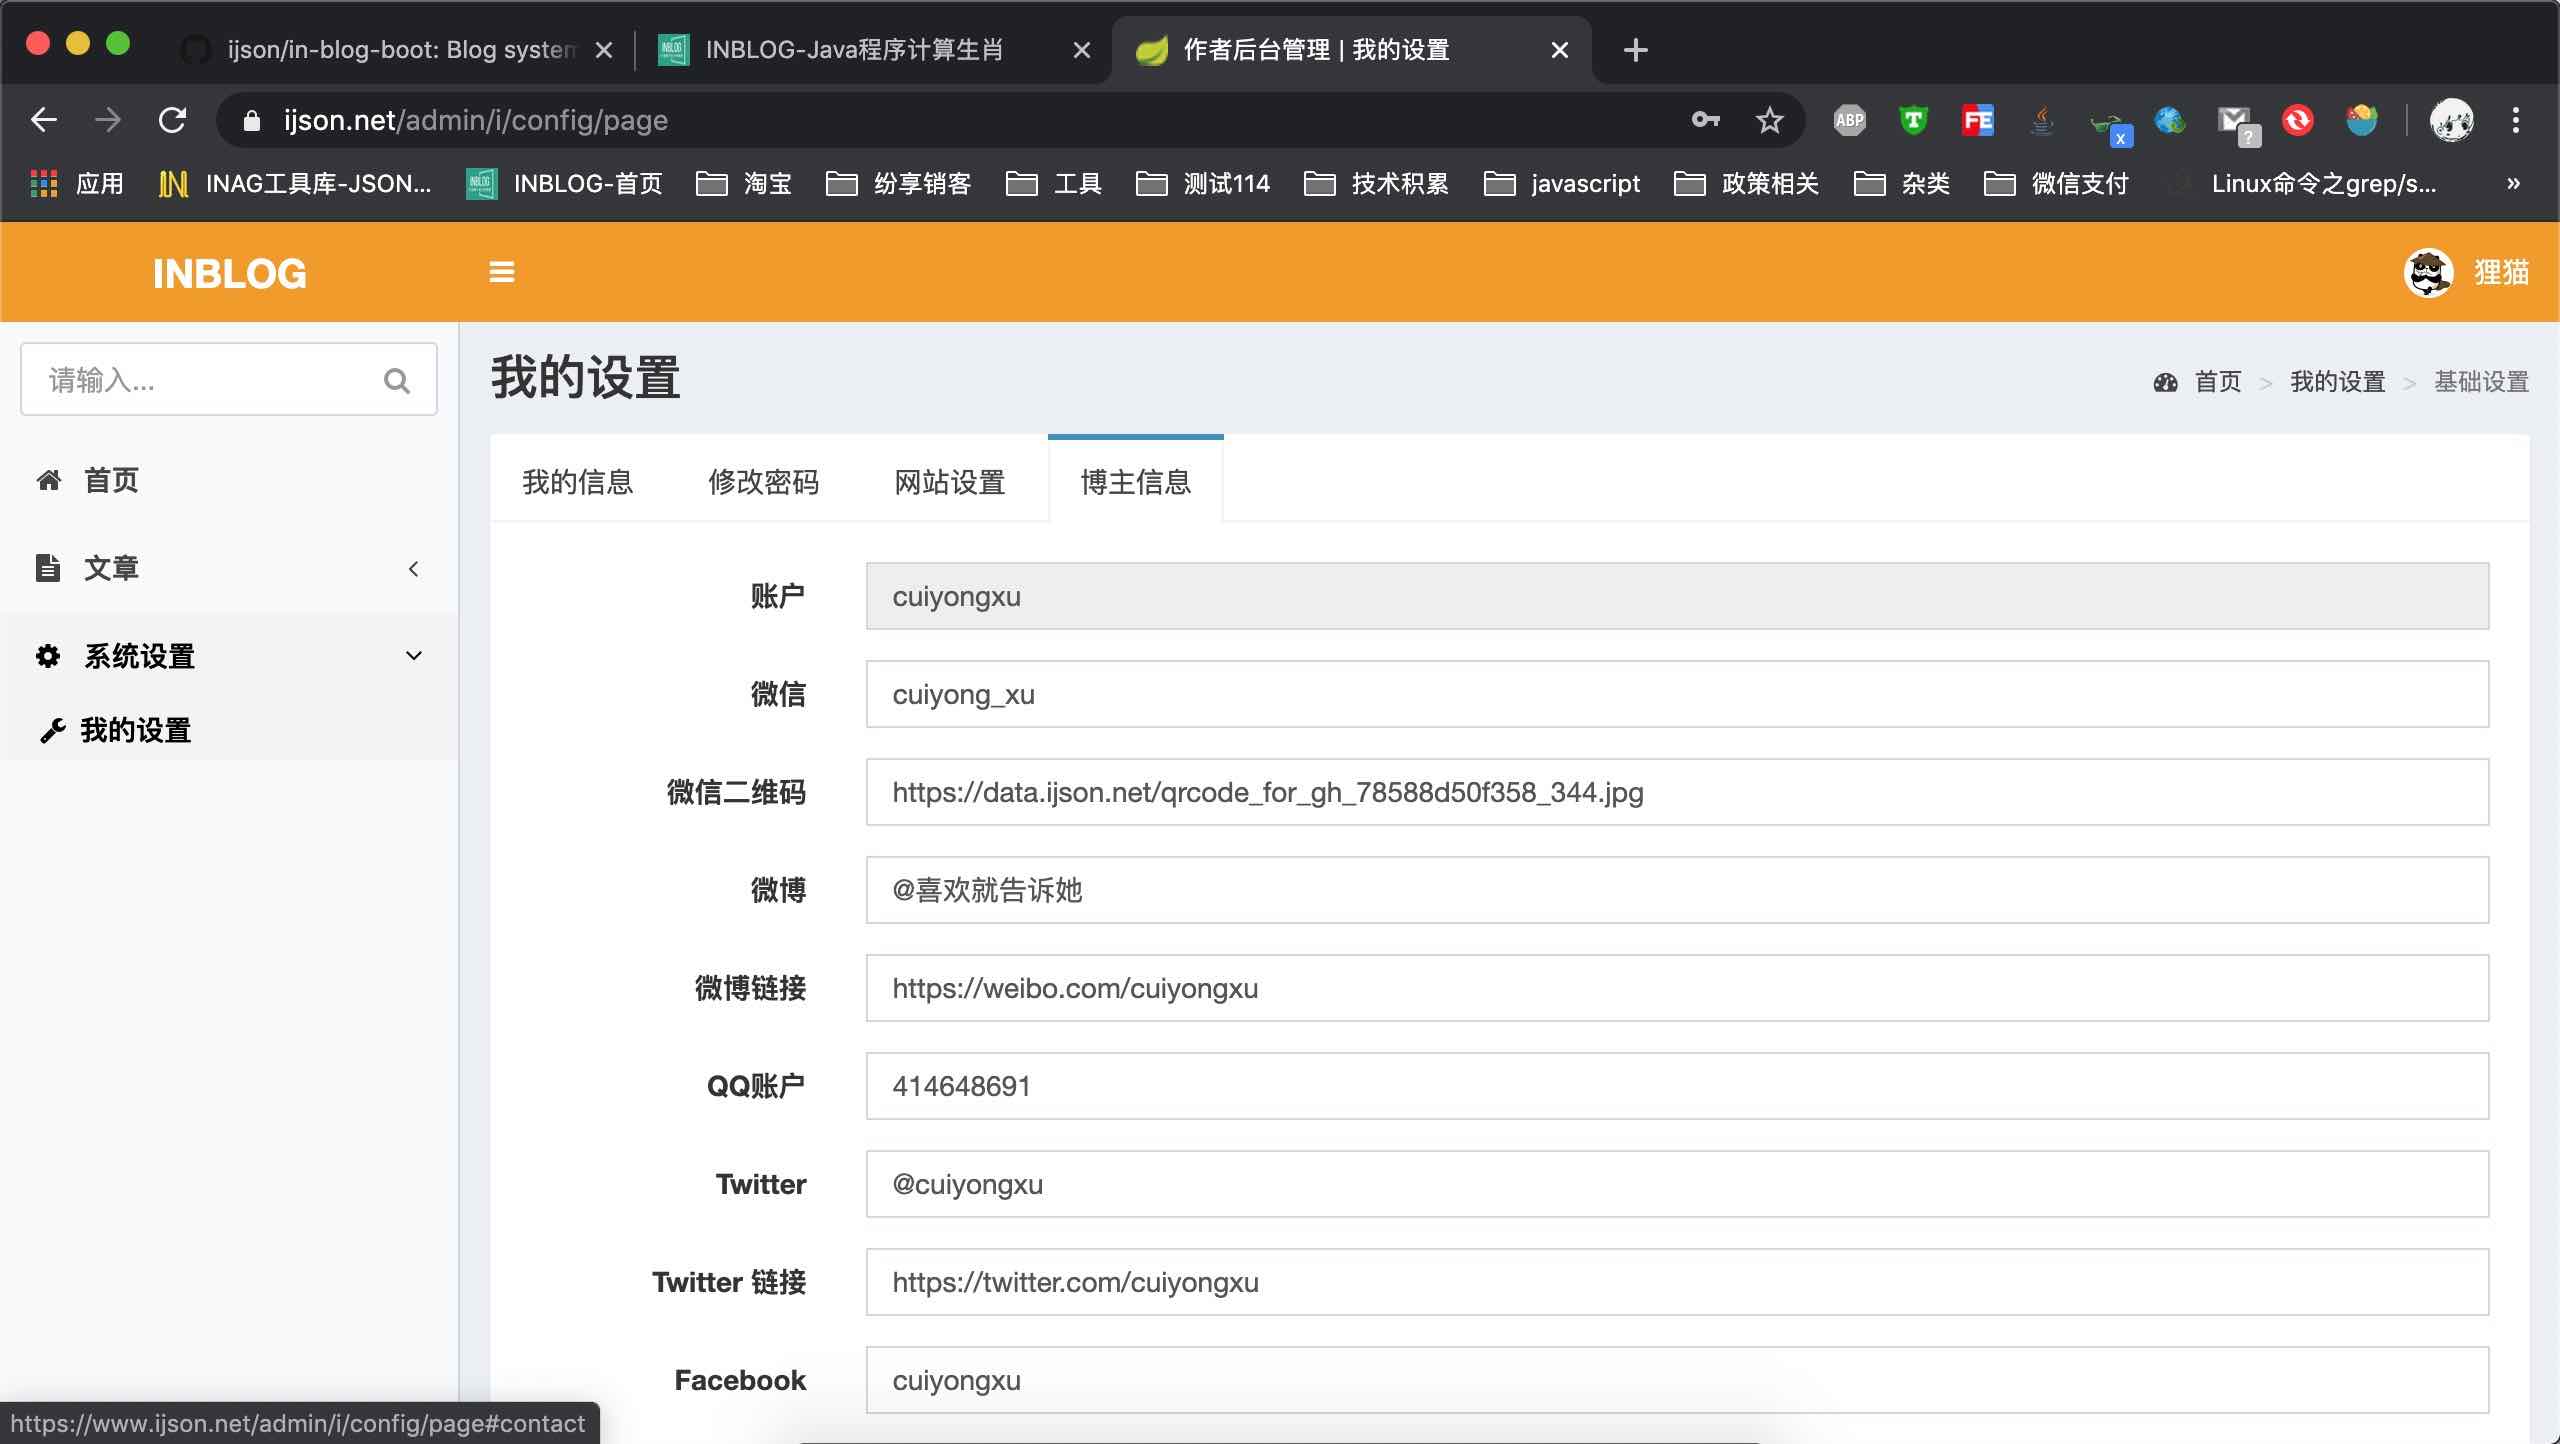 ijson/in-blog-boot: Blog system
INBLOG-Java程序计算生肖
作者后台管理 | 我的设置
ijson.net/admin/i/config/page
ABP
T
FE
x
?
应用
INAG工具库-JSON...
INBLOG-首页
淘宝
纷享销客
工具
测试114
技术积累
javascript
政策相关
杂类
微信支付
Linux命令之grep/s...
»
INBLOG
狸猫
请输入...
首页
文章
系统设置
我的设置
我的设置
首页 > 我的设置 > 基础设置
我的信息
修改密码
网站设置
博主信息
账户 cuiyongxu
微信 cuiyong_xu
微信二维码 https://data.ijson.net/qrcode_for_gh_78588d50f358_344.jpg
微博 @喜欢就告诉她
微博链接 https://weibo.com/cuiyongxu
QQ账户 414648691
Twitter @cuiyongxu
Twitter 链接 https://twitter.com/cuiyongxu
Facebook cuiyongxu
https://www.ijson.net/admin/i/config/page#contact